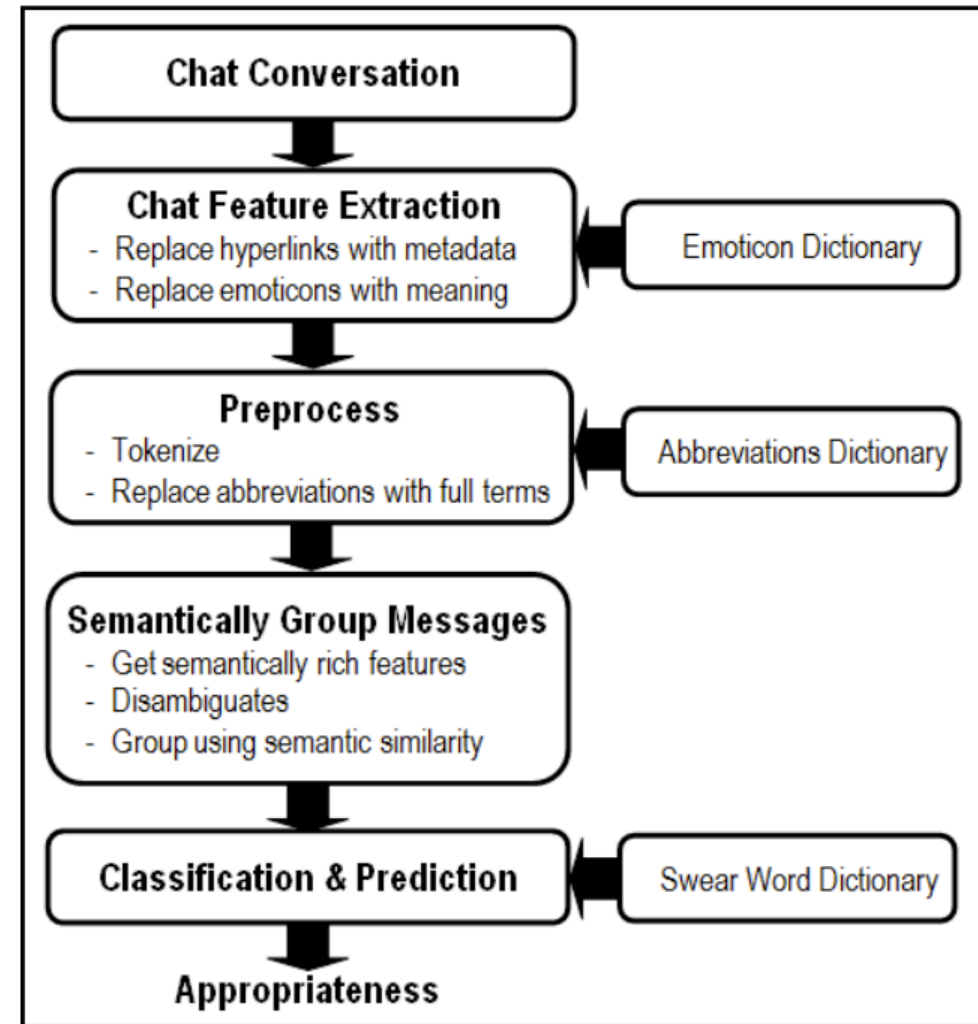 Chat Conversation
Chat Feature Extraction
- Replace hyperlinks with metadata
- Replace emoticons with meaning
Emoticon Dictionary
Preprocess
- Tokenize
- Replace abbreviations with full terms
Abbreviations Dictionary
Semantically Group Messages
- Get semantically rich features
- Disambiguates
- Group using semantic similarity
Classification & Prediction
Swear Word Dictionary
Appropriateness